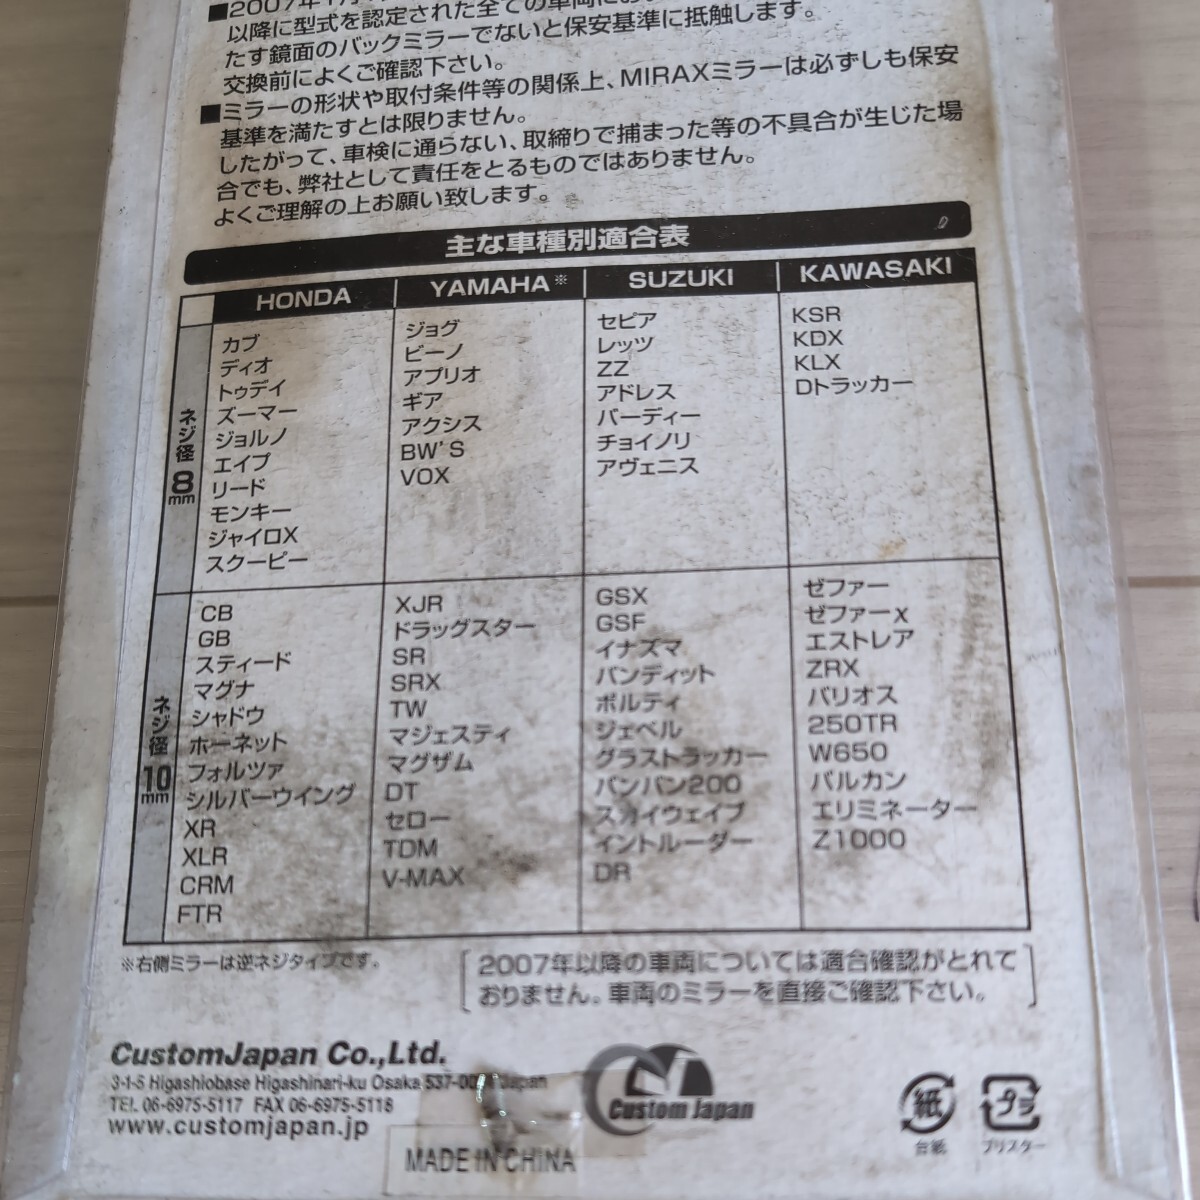 ■2007年1月
以降に型式を認定された全ての車両に
たす鏡面のバックミラーでないと保安基準に抵触します。
交換前によくご確認下さい。
■ミラーの形状や取付条件等の関係上、MIRAXミラーは必ずしも保安
基準を満たすとは限りません。
したがって、車検に通らない、取締りで捕まった等の不具合が生じた場
合でも、弊社として責任をとるものではありません。
よくご理解の上お願い致します。
主な車種別適合表
HONDA YAMAHA※ SUZUKI KAWASAKI
ネジ径8mm
カブ
ディオ
トゥデイ
ズーマー
ジョルノ
エイプ
リード
モンキー
ジャイロX
スクーピー
ジョグ
ビーノ
アプリオ
ギア
アクシス
BW'S
VOX
セピア
レッツ
ZZ
アドレス
バーディー
チョイノリ
アヴェニス
KSR
KDX
KLX
Dトラッカー
ネジ径10mm
CB
GB
スティード
マグナ
シャドウ
ホーネット
フォルツァ
シルバーウイング
XR
XLR
CRM
FTR
XJR
ドラッグスター
SR
SRX
TW
マジェスティ
マグザム
DT
セロー
TDM
V-MAX
GSX
GSF
イナズマ
バンディット
ボルティ
ジェベル
グラストラッカー
バンバン200
スカイウェイブ
イントルーダー
DR
ゼファー
ゼファーχ
エストレア
ZRX
バリオス
250TR
W650
バルカン
エリミネーター
Z1000
※右側ミラーは逆ネジタイプです。
2007年以降の車両については適合確認がとれて
おりません。車両のミラーを直接ご確認下さい。
CustomJapan Co.,Ltd.
3-1-5 Higashiobase Higashinari-ku Osaka Japan
TEL 06-6975-5117 FAX 06-6975-5118
www.customjapan.jp
Custom Japan
MADE IN CHINA
紙
台紙
プラ
ブリスター